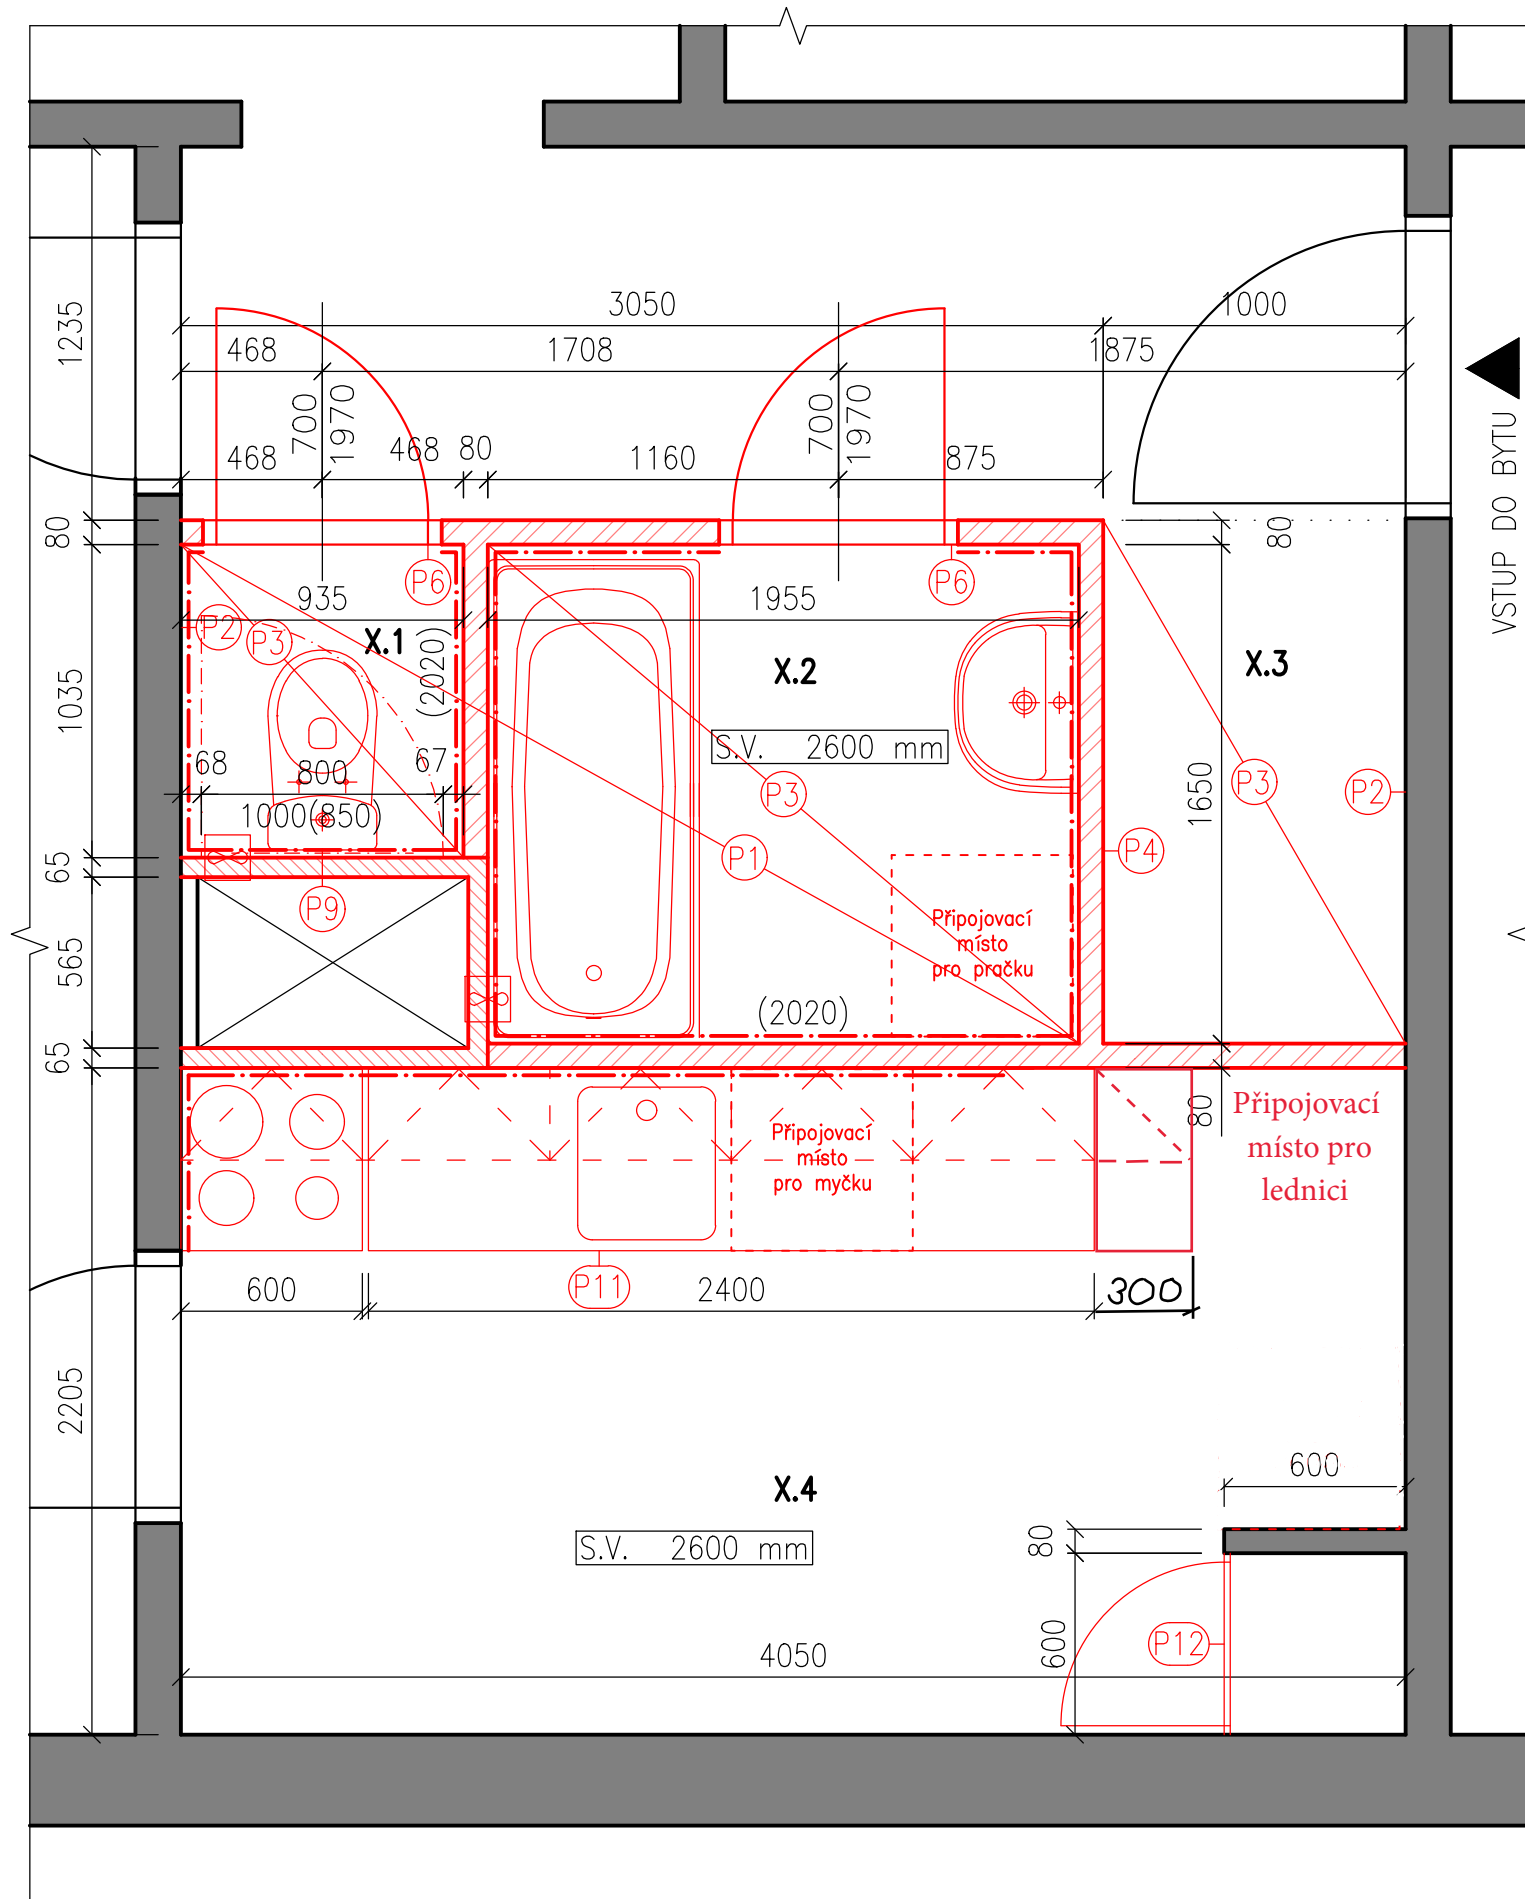 3050
1000
468
1708
1875
700
1970
700
1970
468
468
80
1160
875
1235
80
1035
65
565
65
2205
VSTUP DO BYTU
80
P6
P6
935
1955
P2
P3
X.1
(2020)
X.2
X.3
S.V. 2600 mm
68
800
67
1000(850)
P3
P3
P2
1650
P1
P4
P9
Připojovací
místo
pro pračku
(2020)
80
Připojovací
místo pro
lednici
Připojovací
místo
pro myčku
600
P11
2400
300
600
X.4
S.V. 2600 mm
80
600
P12
4050